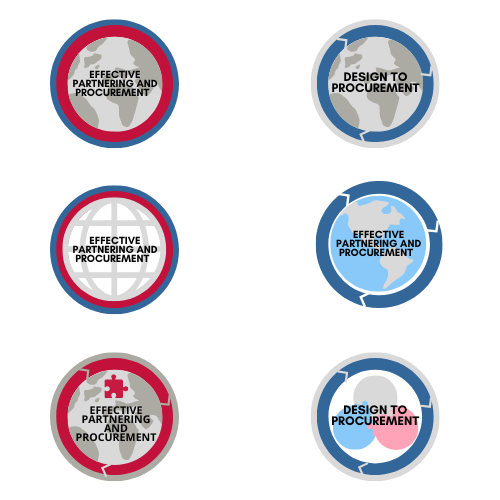 EFFECTIVE
PARTNERING AND
PROCUREMENT
DESIGN TO
PROCUREMENT
EFFECTIVE
PARTNERING AND
PROCUREMENT
EFFECTIVE
PARTNERING AND
PROCUREMENT
EFFECTIVE
PARTNERING
AND
PROCUREMENT
DESIGN TO
PROCUREMENT